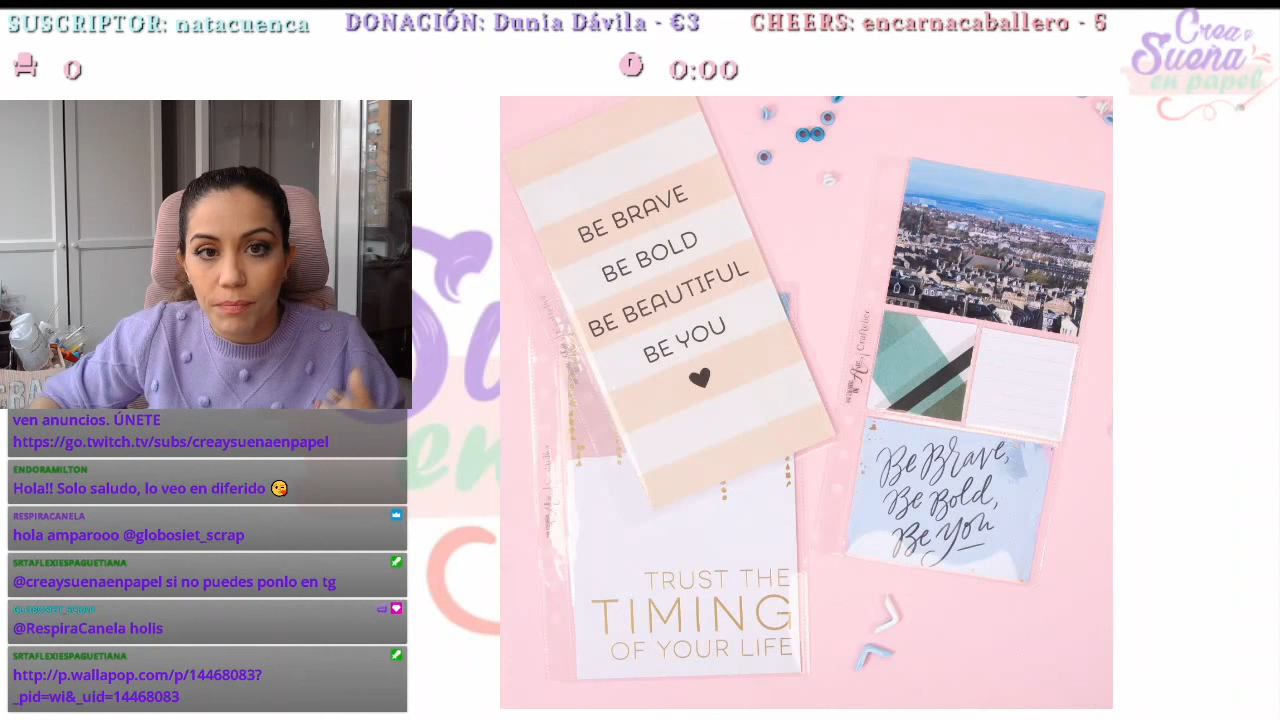 SUSCRIPTOR: natacuenca
DONACIÓN: Dunia Dávila - €3
CHEERS: encarnacaballero - 5
Crea y
Sueña
en papel
0
0:00
BE BRAVE
BE BOLD
BE BEAUTIFUL
BE YOU
TRUST THE
TIMING
OF YOUR LIFE
Craftelier
Be Brave,
Be Bold,
Be You
ven anuncios. ÚNETE
https://go.twitch.tv/subs/creaysuenaenpapel
ENDORAMILTON
Hola!! Solo saludo, lo veo en diferido 😘
RESPIRACANELA
hola amparooo @globosiet_scrap
SRTAFLEXIESPAGUETIANA
@creaysuenaenpapel si no puedes ponlo en tg
GLOBOSIET_SCRAP
@RespiraCanela holis
SRTAFLEXIESPAGUETIANA
http://p.wallapop.com/p/14468083?
_pid=wi&_uid=14468083